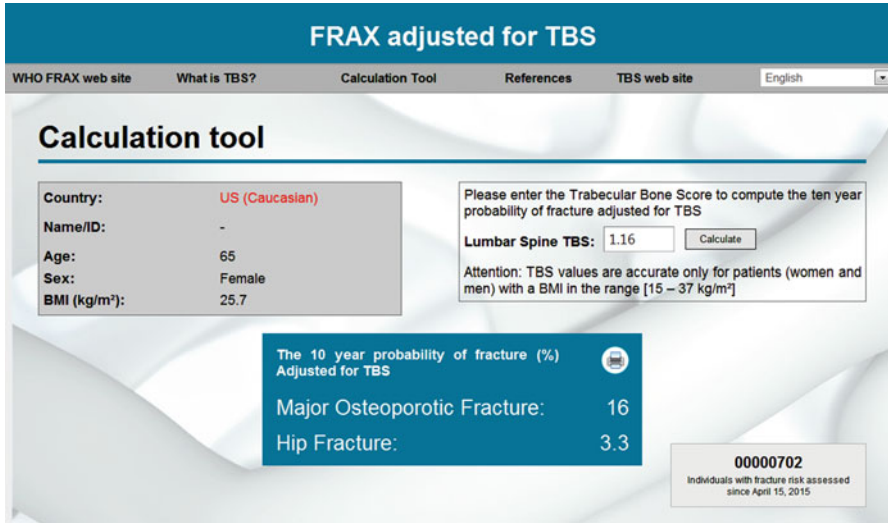 FRAX adjusted for TBS
WHO FRAX web site What is TBS? Calculation Tool References TBS web site English
Calculation tool
Country: US (Caucasian)
Name/ID: -
Age: 65
Sex: Female
BMI (kg/m²): 25.7
Please enter the Trabecular Bone Score to compute the ten year
probability of fracture adjusted for TBS
Lumbar Spine TBS: 1.16 Calculate
Attention: TBS values are accurate only for patients (women and
men) with a BMI in the range [15 – 37 kg/m²]
The 10 year probability of fracture (%)
Adjusted for TBS
Major Osteoporotic Fracture: 16
Hip Fracture: 3.3
00000702
Individuals with fracture risk assessed
since April 15, 2015